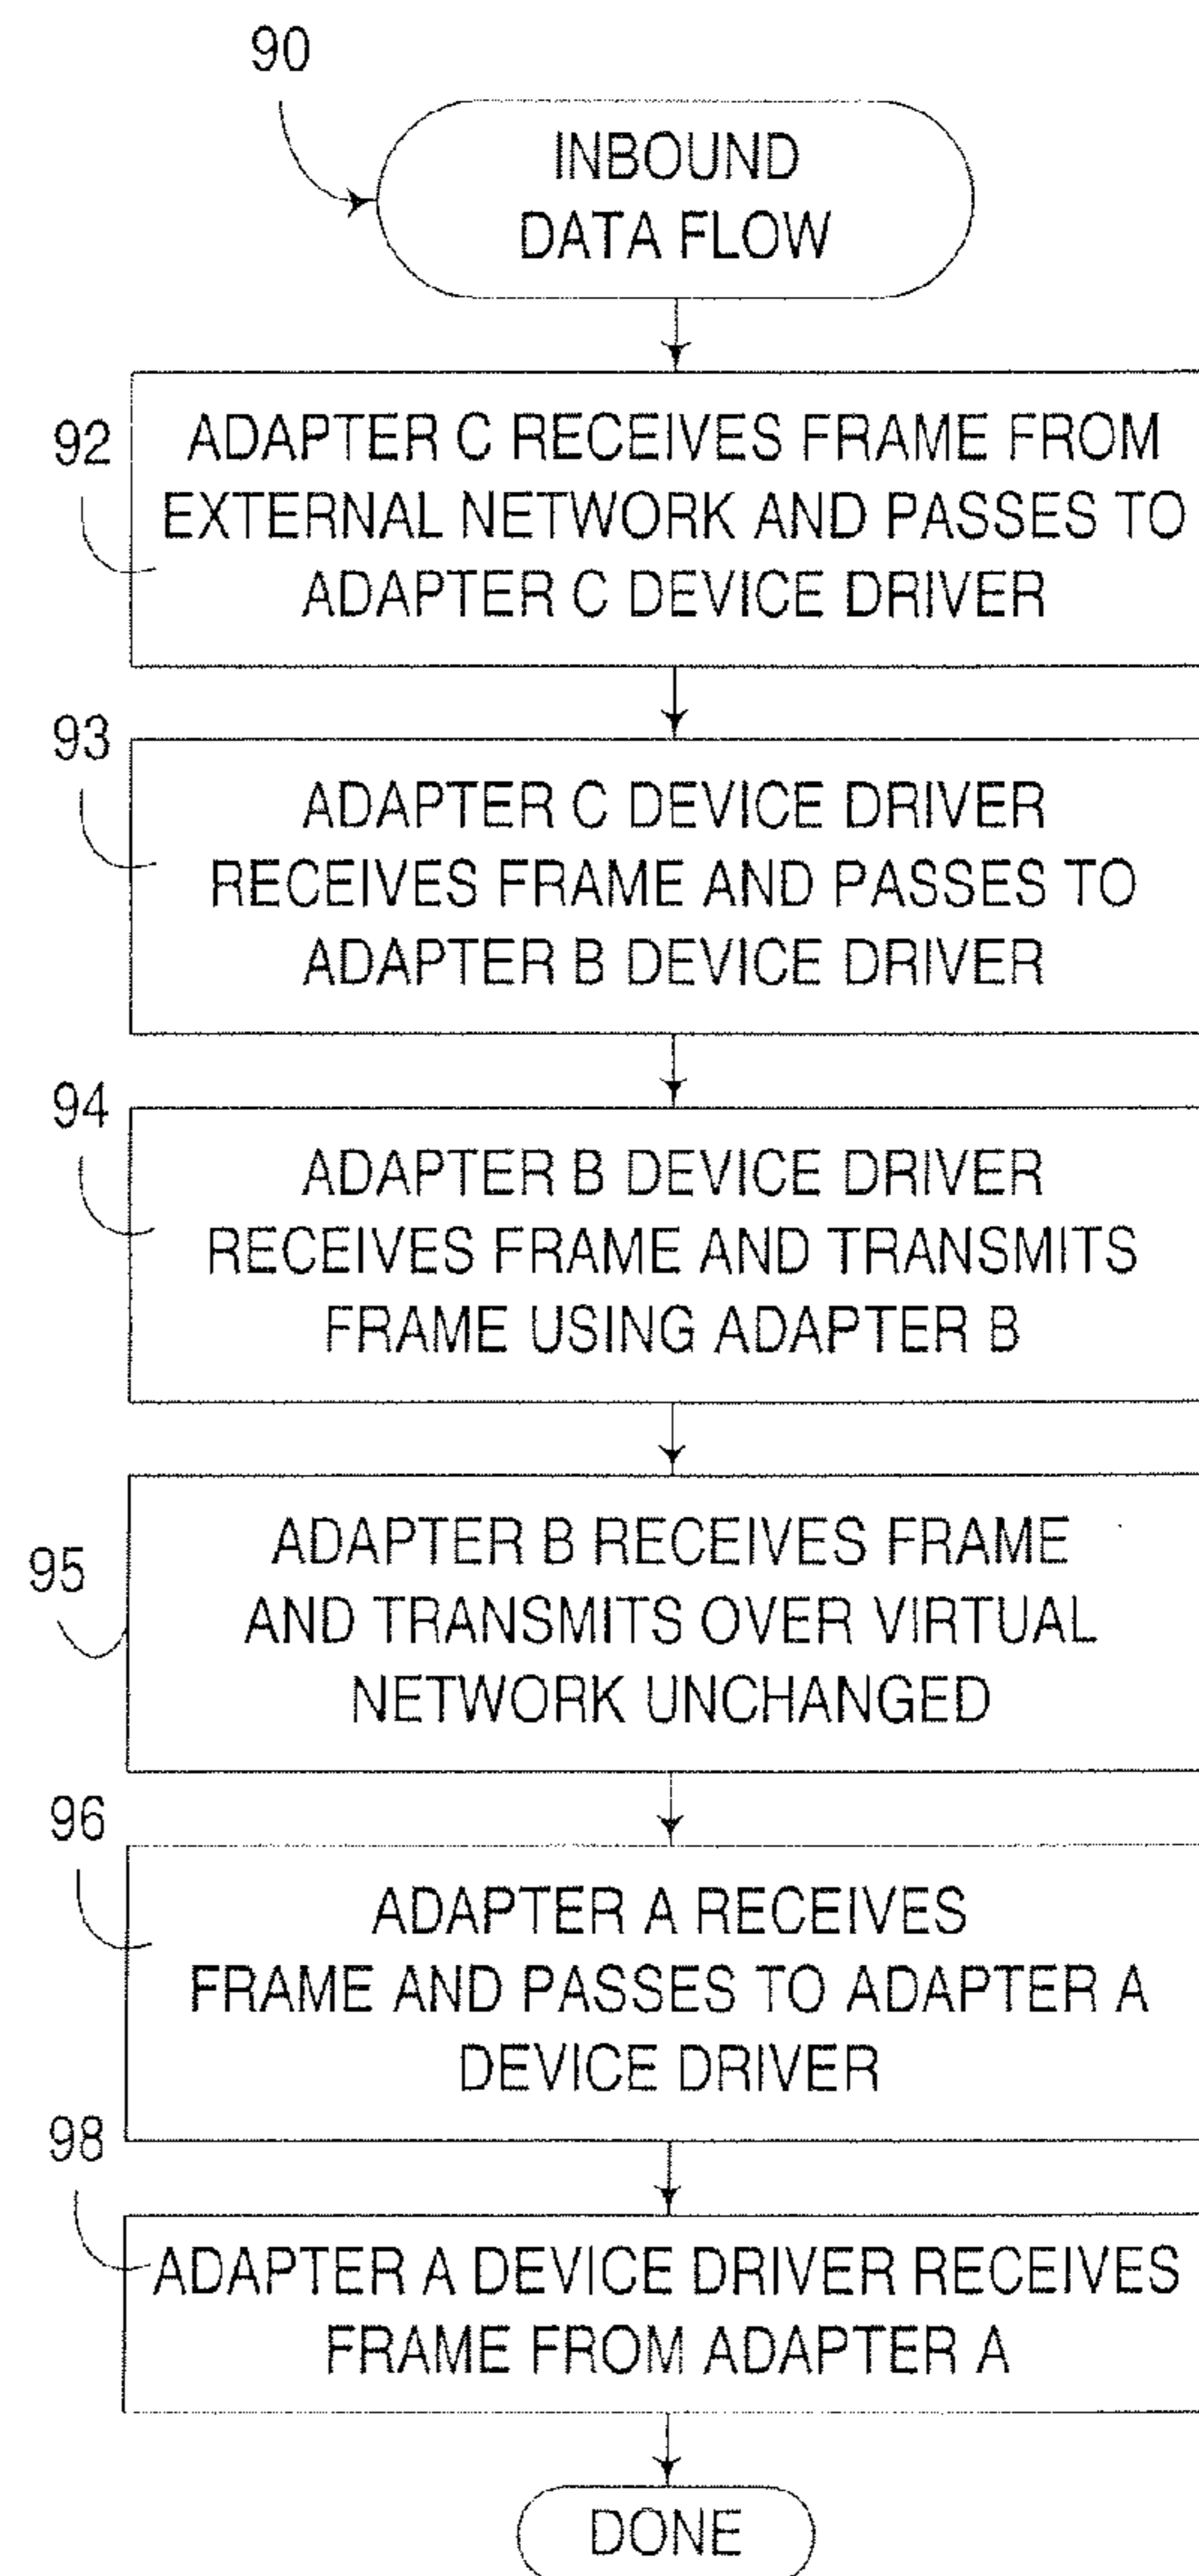 90
INBOUND
DATA FLOW
92
ADAPTER C RECEIVES FRAME FROM
EXTERNAL NETWORK AND PASSES TO
ADAPTER C DEVICE DRIVER
93
ADAPTER C DEVICE DRIVER
RECEIVES FRAME AND PASSES TO
ADAPTER B DEVICE DRIVER
94
ADAPTER B DEVICE DRIVER
RECEIVES FRAME AND TRANSMITS
FRAME USING ADAPTER B
95
ADAPTER B RECEIVES FRAME
AND TRANSMITS OVER VIRTUAL
NETWORK UNCHANGED
96
ADAPTER A RECEIVES
FRAME AND PASSES TO ADAPTER A
DEVICE DRIVER
98
ADAPTER A DEVICE DRIVER RECEIVES
FRAME FROM ADAPTER A
DONE